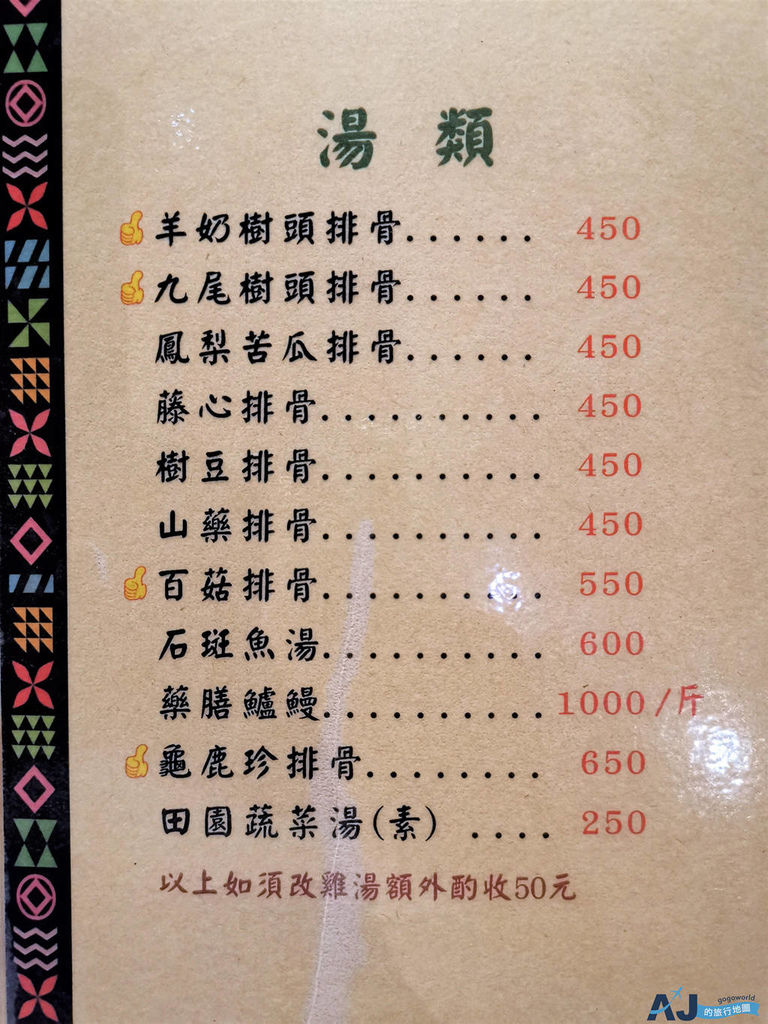 湯 類
羊奶樹頭排骨...... 450
九尾樹頭排骨...... 450
鳳梨苦瓜排骨...... 450
藤心排骨........... 450
樹豆排骨........... 450
山藥排骨........... 450
百菇排骨........... 550
石斑魚湯........... 600
藥膳鱸鰻........... 1000/斤
龜鹿珍排骨........ 650
田園蔬菜湯(素) .... 250
以上如須改雞湯額外酌收50元
AJ gogoworld
的旅行地圖